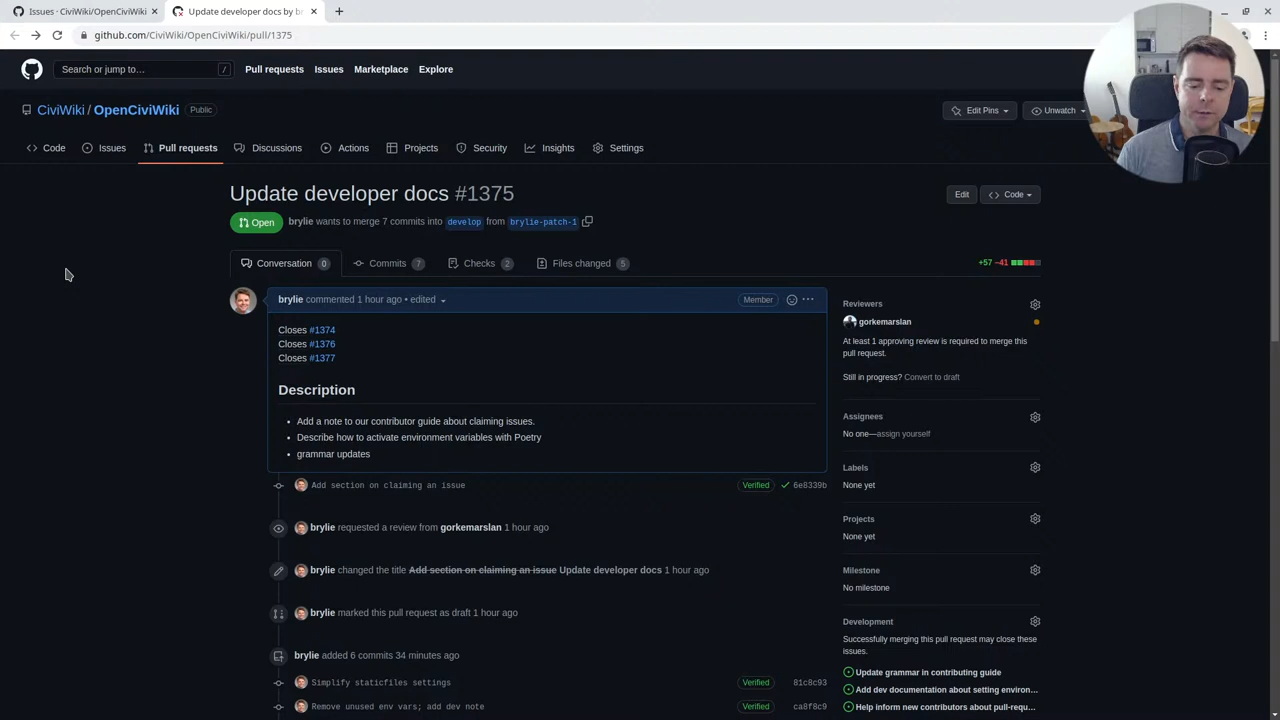 Issues · CiviWiki/OpenCiviWiki
Update developer docs by br
github.com/CiviWiki/OpenCiviWiki/pull/1375
Search or jump to… /
Pull requests
Issues
Marketplace
Explore
CiviWiki / OpenCiviWiki Public
Edit Pins
Unwatch
Code
Issues
Pull requests
Discussions
Actions
Projects
Security
Insights
Settings
Update developer docs #1375
Edit
Code
Open
brylie wants to merge 7 commits into develop from brylie-patch-1
Conversation 0
Commits 7
Checks 2
Files changed 5
+57 −41
brylie commented 1 hour ago • edited
Member
Closes #1374
Closes #1376
Closes #1377
Description
• Add a note to our contributor guide about claiming issues.
• Describe how to activate environment variables with Poetry
• grammar updates
Add section on claiming an issue Verified 6e8339b
brylie requested a review from gorkemarslan 1 hour ago
brylie changed the title Add section on claiming an issue Update developer docs 1 hour ago
brylie marked this pull request as draft 1 hour ago
brylie added 6 commits 34 minutes ago
Simplify staticfiles settings Verified 81c8c93
Remove unused env vars; add dev note Verified ca8f8c9
Reviewers
gorkemarslan
At least 1 approving review is required to merge this
pull request.
Still in progress? Convert to draft
Assignees
No one—assign yourself
Labels
None yet
Projects
None yet
Milestone
No milestone
Development
Successfully merging this pull request may close these
issues.
Update grammar in contributing guide
Add dev documentation about setting environ…
Help inform new contributors about pull-requ…